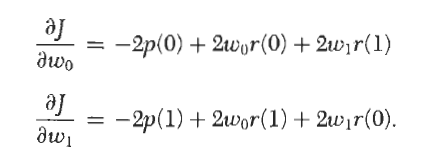 ∂J/∂w₀ = −2p(0) + 2w₀r(0) + 2w₁r(1)
∂J/∂w₁ = −2p(1) + 2w₀r(1) + 2w₁r(0).